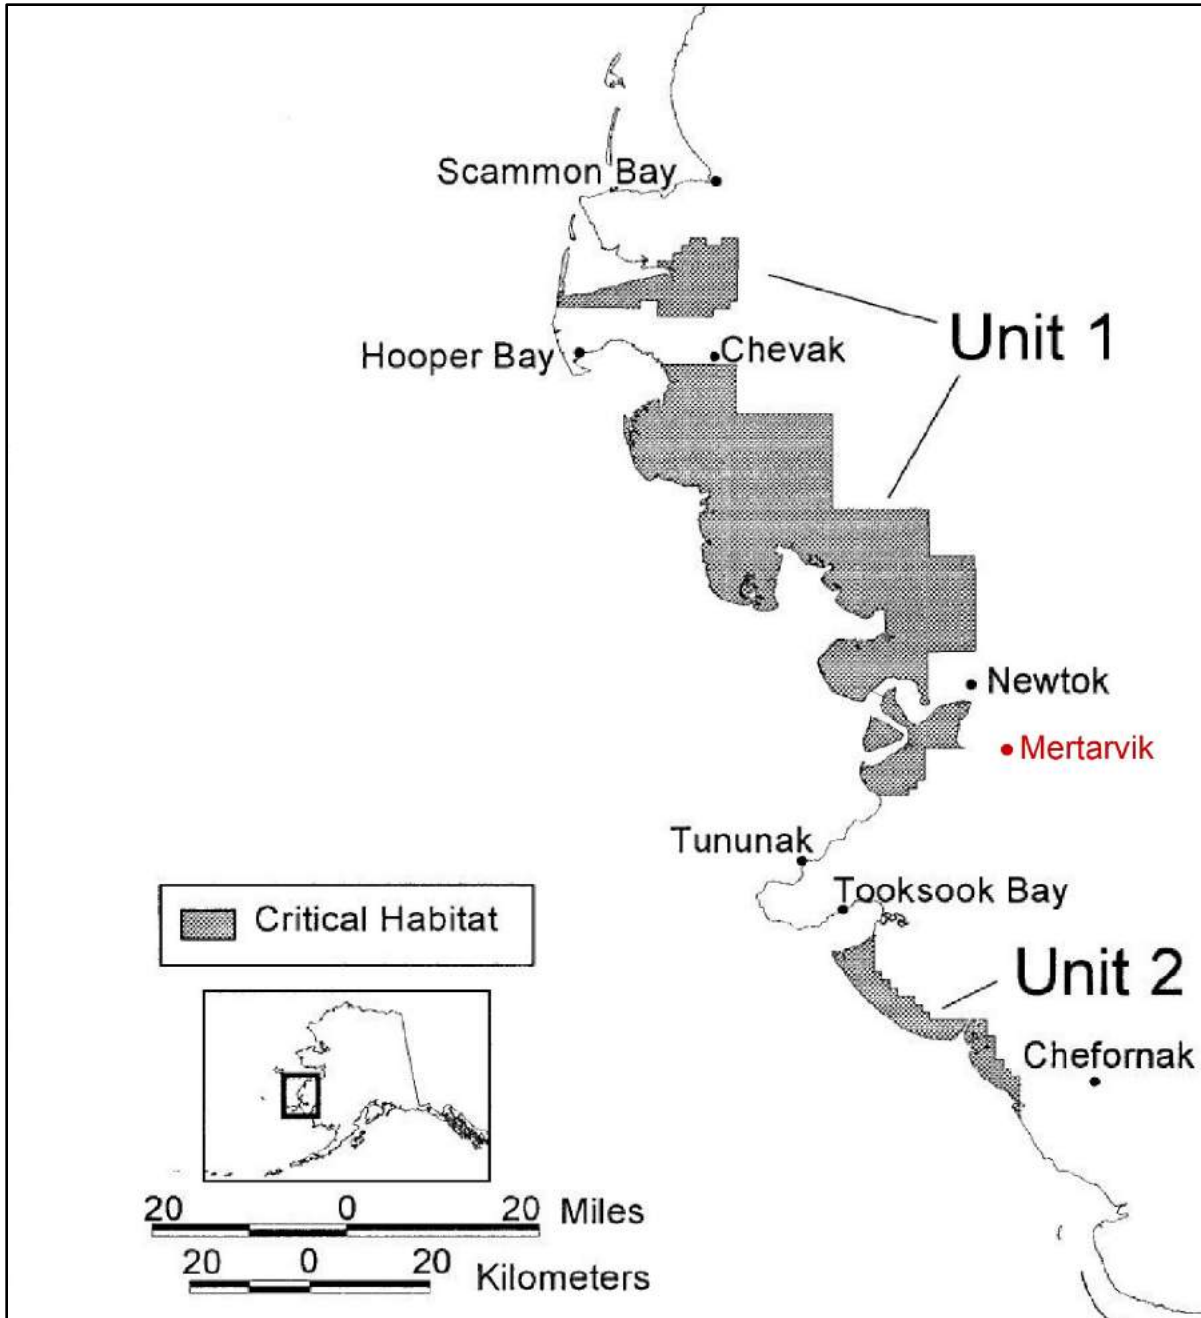 Scammon Bay
Unit 1
Hooper Bay
Chevak
Newtok
Mertarvik
Tununak
Tooksook Bay
Critical Habitat
Unit 2
Chefornak
20 0 20 Miles
20 0 20 Kilometers